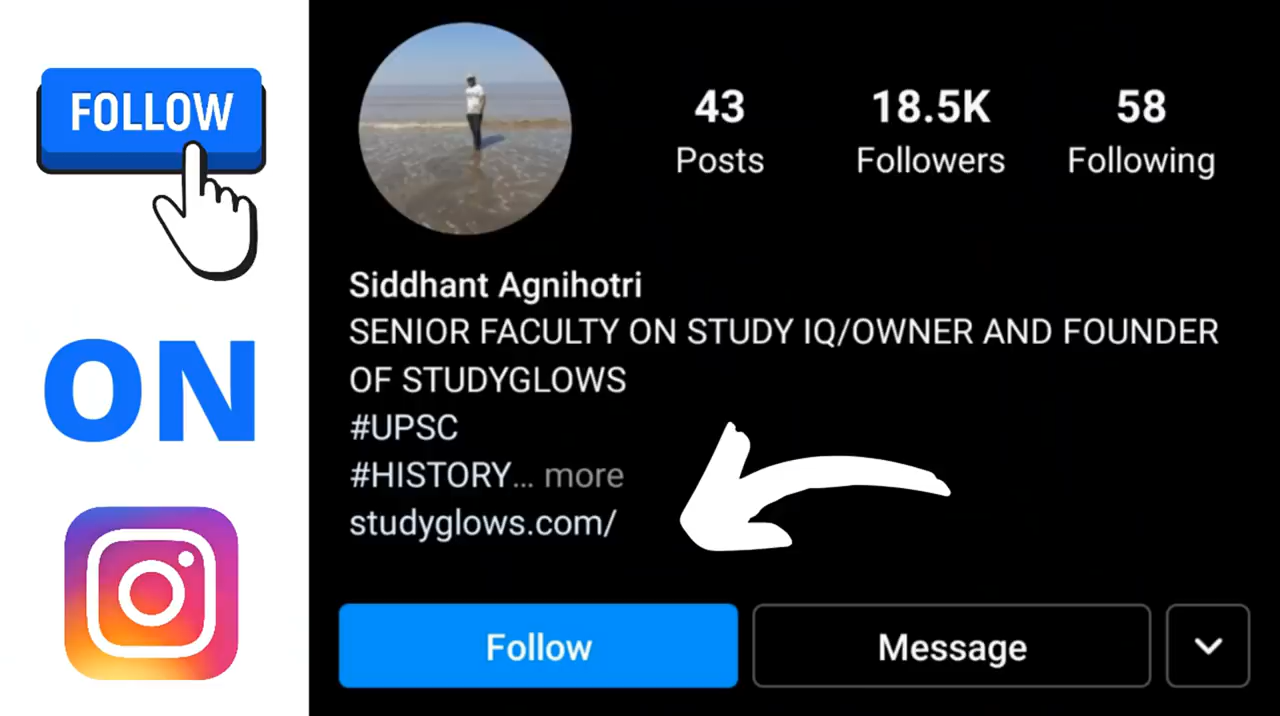 FOLLOW
ON
43
Posts
18.5K
Followers
58
Following
Siddhant Agnihotri
SENIOR FACULTY ON STUDY IQ/OWNER AND FOUNDER
OF STUDYGLOWS
#UPSC
#HISTORY... more
studyglows.com/
Follow
Message